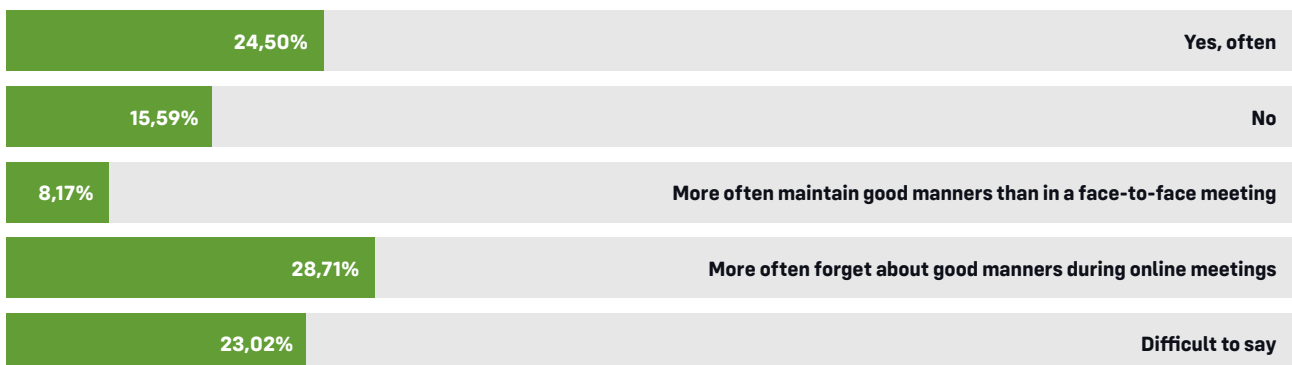 24,50% Yes, often
15,59% No
8,17% More often maintain good manners than in a face-to-face meeting
28,71% More often forget about good manners during online meetings
23,02% Difficult to say